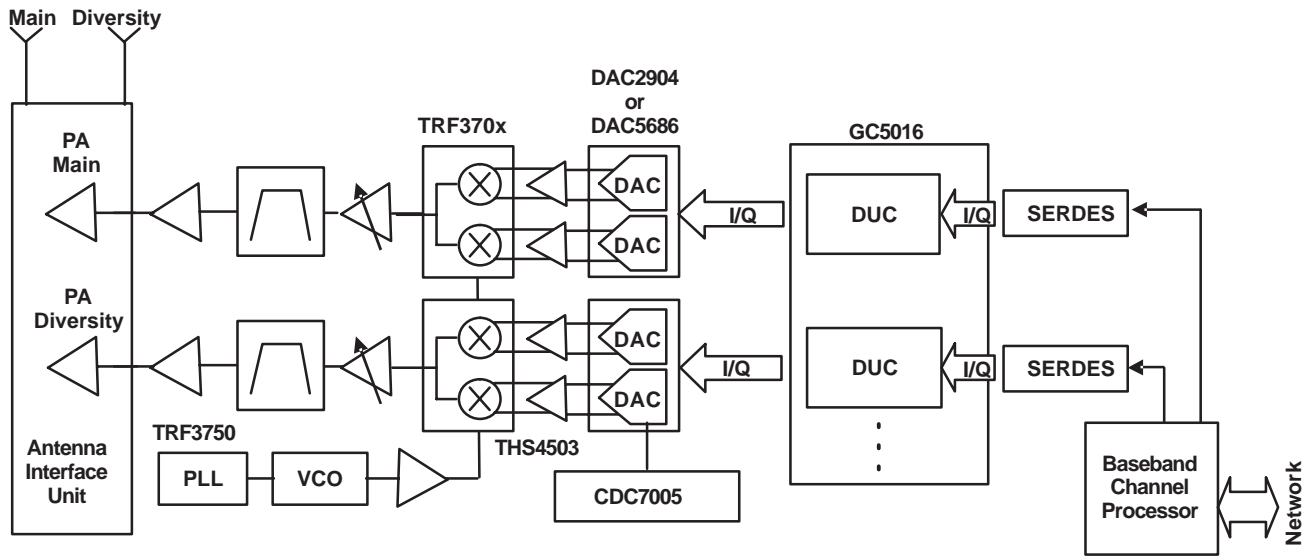 Main Diversity
DAC2904
or
DAC5686
TRF370x
GC5016
PA
Main
DAC
DAC
I/Q
DUC
I/Q
SERDES
PA
Diversity
DAC
DAC
I/Q
DUC
I/Q
SERDES
TRF3750
THS4503
Antenna
Interface
Unit
PLL
VCO
CDC7005
Baseband
Channel
Processor
Network